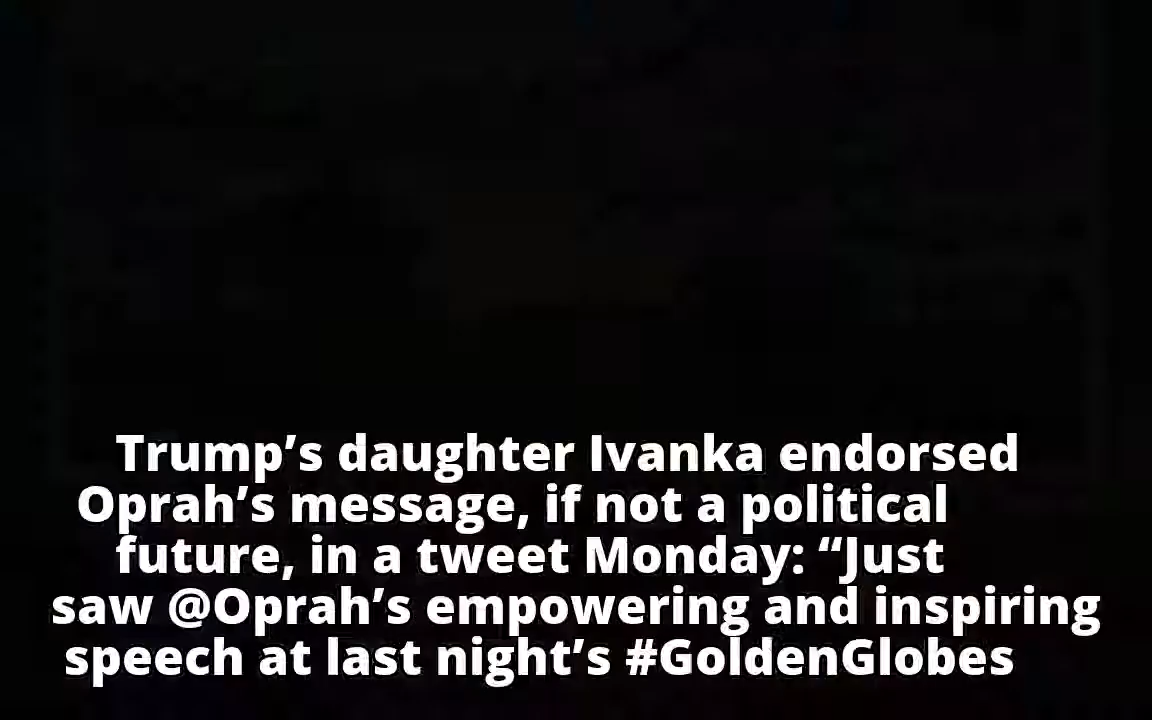 Trump’s daughter Ivanka endorsed
Oprah’s message, if not a political
future, in a tweet Monday: “Just
saw @Oprah’s empowering and inspiring
speech at last night’s #GoldenGlobes